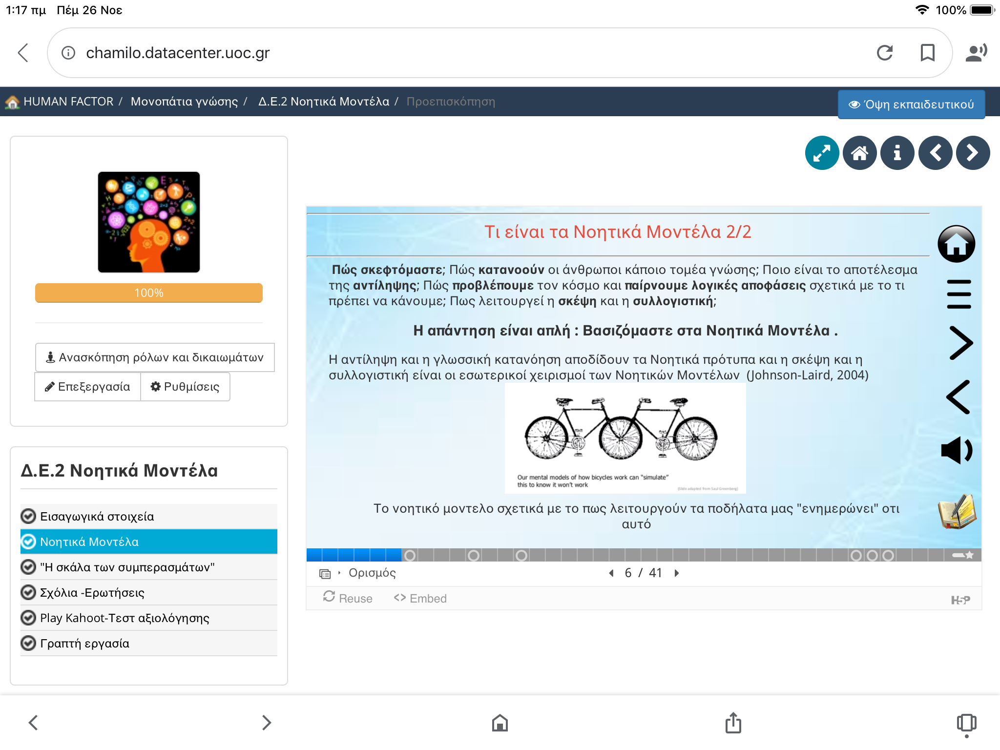 1:17 πμ Πέμ 26 Νοε
100%
chamilo.datacenter.uoc.gr
HUMAN FACTOR / Μονοπάτια γνώσης / Δ.Ε.2 Νοητικά Μοντέλα / Προεπισκόπηση
Όψη εκπαιδευτικού
100%
Ανασκόπηση ρόλων και δικαιωμάτων
Επεξεργασία
Ρυθμίσεις
Δ.Ε.2 Νοητικά Μοντέλα
Εισαγωγικά στοιχεία
Νοητικά Μοντέλα
"Η σκάλα των συμπερασμάτων"
Σχόλια -Ερωτήσεις
Play Kahoot-Τεστ αξιολόγησης
Γραπτή εργασία
Τι είναι τα Νοητικά Μοντέλα 2/2
Πώς σκεφτόμαστε; Πώς κατανοούν οι άνθρωποι κάποιο τομέα γνώσης; Ποιο είναι το αποτέλεσμα
της αντίληψης; Πώς προβλέπουμε τον κόσμο και παίρνουμε λογικές αποφάσεις σχετικά με το τι
πρέπει να κάνουμε; Πως λειτουργεί η σκέψη και η συλλογιστική;
Η απάντηση είναι απλή : Βασιζόμαστε στα Νοητικά Μοντέλα .
Η αντίληψη και η γλωσσική κατανόηση αποδίδουν τα Νοητικά πρότυπα και η σκέψη και η
συλλογιστική είναι οι εσωτερικοί χειρισμοί των Νοητικών Μοντέλων (Johnson-Laird, 2004)
Our mental models of how bicycles work can "simulate"
this to know it won't work
(Slide adapted from Saul Greenberg)
Το νοητικό μοντελο σχετικά με το πως λειτουργούν τα ποδήλατα μας "ενημερώνει" οτι
αυτό
Ορισμός
6 / 41
Reuse
Embed
H5P